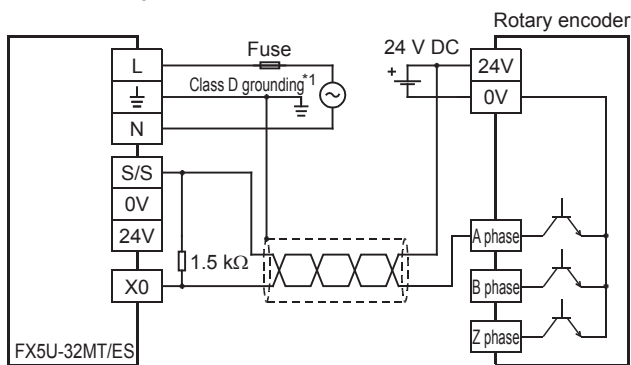 Rotary encoder
Fuse
24 V DC
L
24V
+
Class D grounding*1
0V
N
S/S
0V
24V
A phase
1.5 kΩ
X0
B phase
Z phase
FX5U-32MT/ES